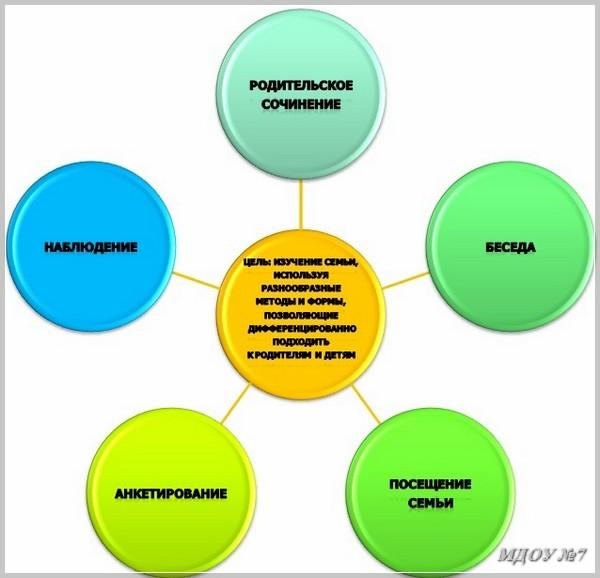 РОДИТЕЛЬСКОЕ
СОЧИНЕНИЕ
НАБЛЮДЕНИЕ
БЕСЕДА
ЦЕЛЬ: ИЗУЧЕНИЕ СЕМЬИ,
ИСПОЛЬЗУЯ
РАЗНООБРАЗНЫЕ
МЕТОДЫ И ФОРМЫ,
ПОЗВОЛЯЮЩИЕ
ДИФФЕРЕНЦИРОВАННО
ПОДХОДИТЬ
К РОДИТЕЛЯМ И ДЕТЯМ
АНКЕТИРОВАНИЕ
ПОСЕЩЕНИЕ
СЕМЬИ
МДОУ №7